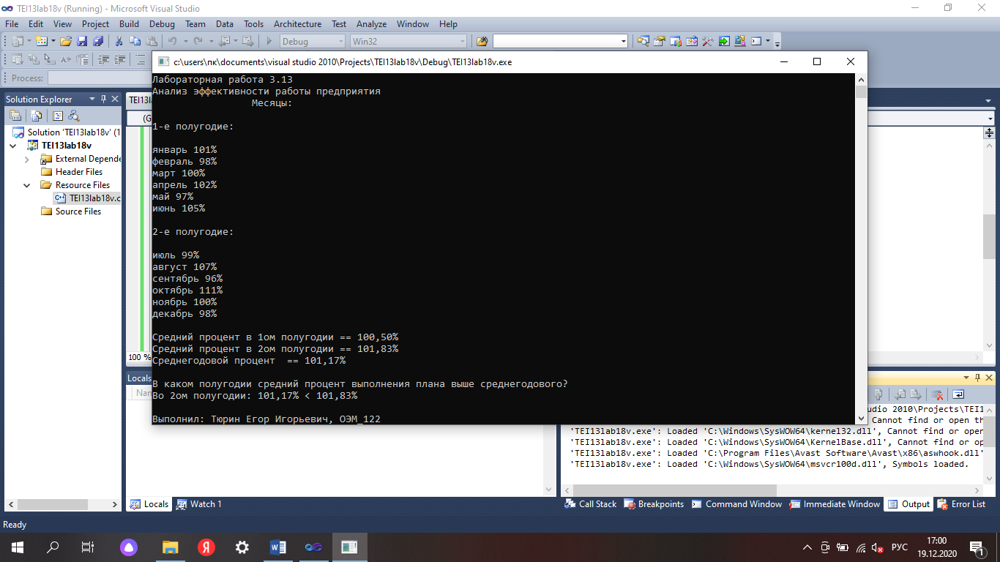 TEI13lab18v (Running) - Microsoft Visual Studio
File Edit View Project Build Debug Team Data Tools Architecture Test Analyze Window Help
Debug Win32
Process:
c:\users\пк\documents\visual studio 2010\Projects\TEI13lab18v\Debug\TEI13lab18v.exe
Solution Explorer
Solution 'TEI13lab18v' (1
TEI13lab18v
External Depende
Header Files
Resource Files
TEI13lab18v.c
Source Files
TEI13l
(G
100 %
Лабораторная работа 3.13
Анализ эффективности работы предприятия
Месяцы:
1-е полугодие:
январь 101%
февраль 98%
март 100%
апрель 102%
май 97%
июнь 105%
2-е полугодие:
июль 99%
август 107%
сентябрь 96%
октябрь 111%
ноябрь 100%
декабрь 98%
Средний процент в 1ом полугодии == 100,50%
Средний процент в 2ом полугодии == 101,83%
Среднегодовой процент == 101,17%
В каком полугодии средний процент выполнения плана выше среднегодового?
Во 2ом полугодии: 101,17% < 101,83%
Выполнил: Тюрин Егор Игорьевич, ОЭМ_122
Locals
Nan
udio 2010\Projects\TEI1
Cannot find or open th
'TEI13lab18v.exe': Loaded 'C:\Windows\SysWOW64\kernel32.dll', Cannot find or open
'TEI13lab18v.exe': Loaded 'C:\Windows\SysWOW64\KernelBase.dll', Cannot find or op
'TEI13lab18v.exe': Loaded 'C:\Program Files\Avast Software\Avast\x86\aswhook.dll'
'TEI13lab18v.exe': Loaded 'C:\Windows\SysWOW64\msvcr100d.dll', Symbols loaded.
Locals Watch 1
Call Stack Breakpoints Command Window Immediate Window Output Error List
Ready
РУС
17:00
19.12.2020
1